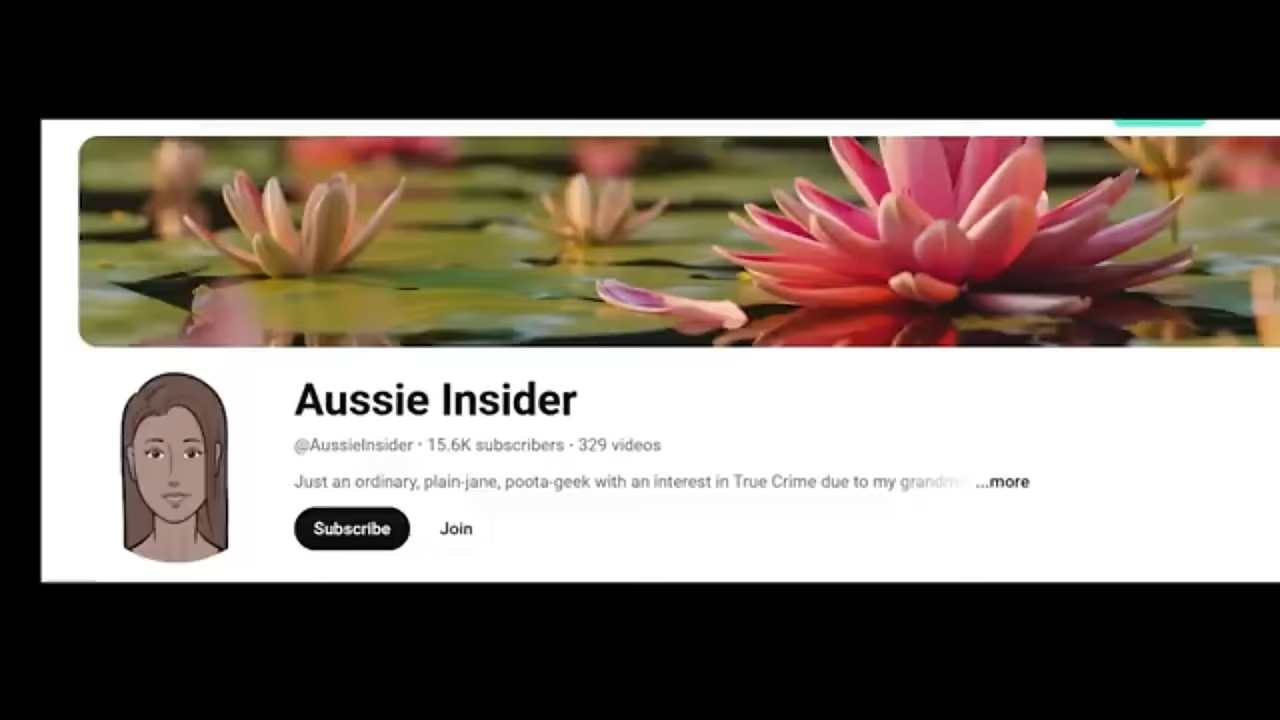 Aussie Insider
@AussieInsider • 15.6K subscribers • 329 videos
Just an ordinary, plain-jane, poota-geek with an interest in True Crime due to my ...more
Subscribe
Join